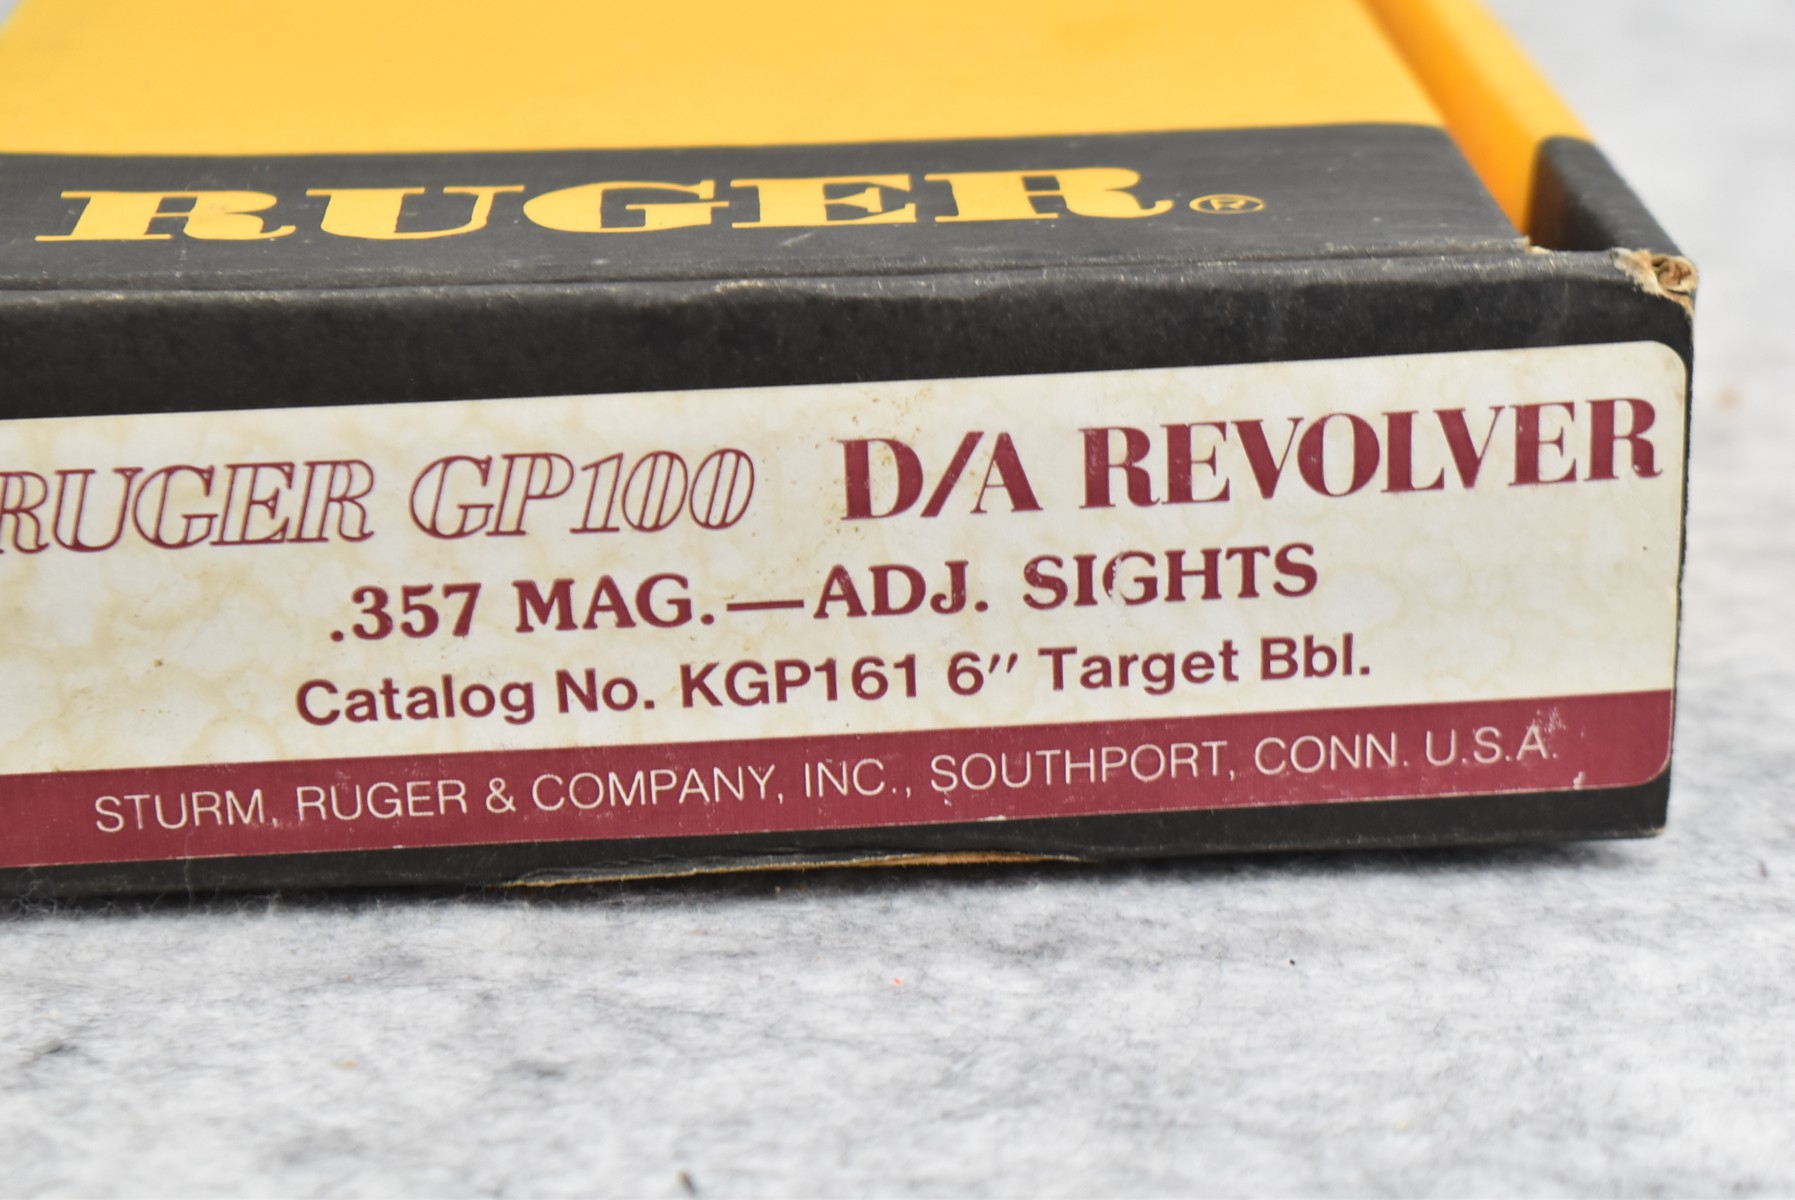 RUGER®
RUGER GP100 D/A REVOLVER
.357 MAG.—ADJ. SIGHTS
Catalog No. KGP161 6″ Target Bbl.
STURM, RUGER & COMPANY, INC., SOUTHPORT, CONN. U.S.A.